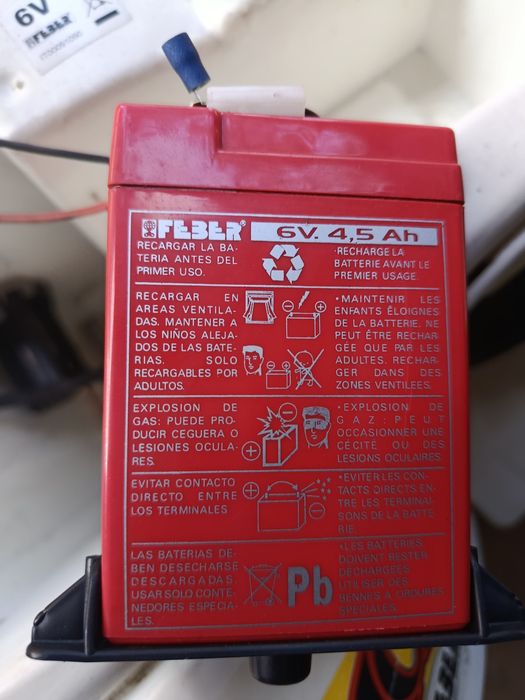 6V
FEBER
FEBER®
6V. 4,5 Ah
RECARGAR LA BA-
TERIA ANTES DEL
PRIMER USO.
·RECHARGE LA
BATTERIE AVANT LE
PREMIER USAGE.
RECARGAR EN
AREAS VENTILA-
DAS. MANTENER A
LOS NIÑOS ALEJA-
DOS DE LAS BATE-
RIAS. SOLO
RECARGABLES POR
ADULTOS.
·MAINTENIR LES
ENFANTS ÉLOIGNES
DE LA BATTERIE. NE
PEUT ÊTRE RECHAR-
GÉE QUE PAR LES
ADULTES. RECHAR-
GER DANS DES
ZONES VENTILEES.
EXPLOSION DE
GAS: PUEDE PRO-
DUCIR CEGUERA O
LESIONES OCULA-
RES.
·EXPLOSION DE
GAZ: PEUT
OCCASIONNER UNE
CÉCITÉ OU DES
LESIONS OCULAIRES.
EVITAR CONTACTO
DIRECTO ENTRE
LOS TERMINALES
·EVITER LES CON-
TACTS DIRECTS EN-
TRE LES TERMINAI-
SONS DE LA BATTE-
RIE.
LAS BATERIAS DE-
BEN DESECHARSE
DESCARGADAS.
USAR SOLO CONTE-
NEDORES ESPECIA-
LES.
Pb
·LES BATTERIES
DOIVENT RESTER
DÉCHARGÉES
UTILISER DES
BENNES A ORDURES
SPECIALES.